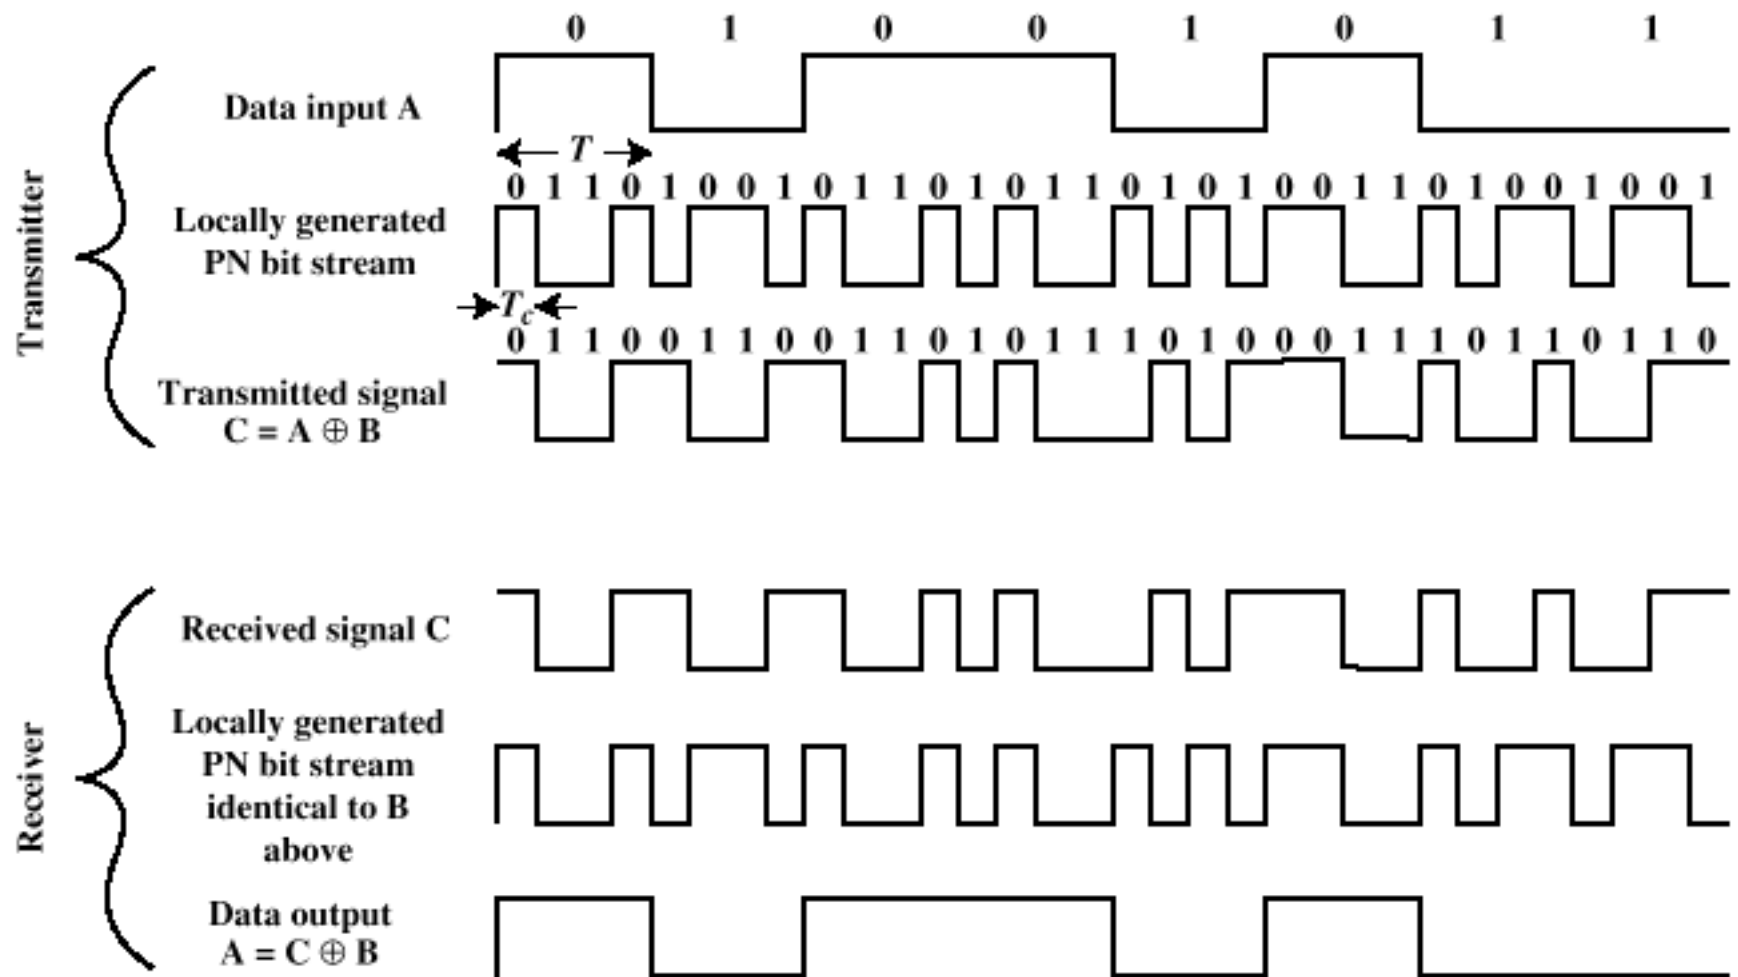 0 1 0 0 1 0 1 1
Transmitter
Data input A
T
0 1 1 0 1 0 0 1 0 1 1 0 1 0 1 1 0 1 0 1 0 0 1 1 0 1 0 0 1 0 0 1
Locally generated
PN bit stream
Tc
0 1 1 0 0 1 1 0 0 1 1 0 1 0 1 1 1 0 1 0 0 0 1 1 1 0 1 1 0 1 1 0
Transmitted signal
C = A ⊕ B
Receiver
Received signal C
Locally generated
PN bit stream
identical to B
above
Data output
A = C ⊕ B